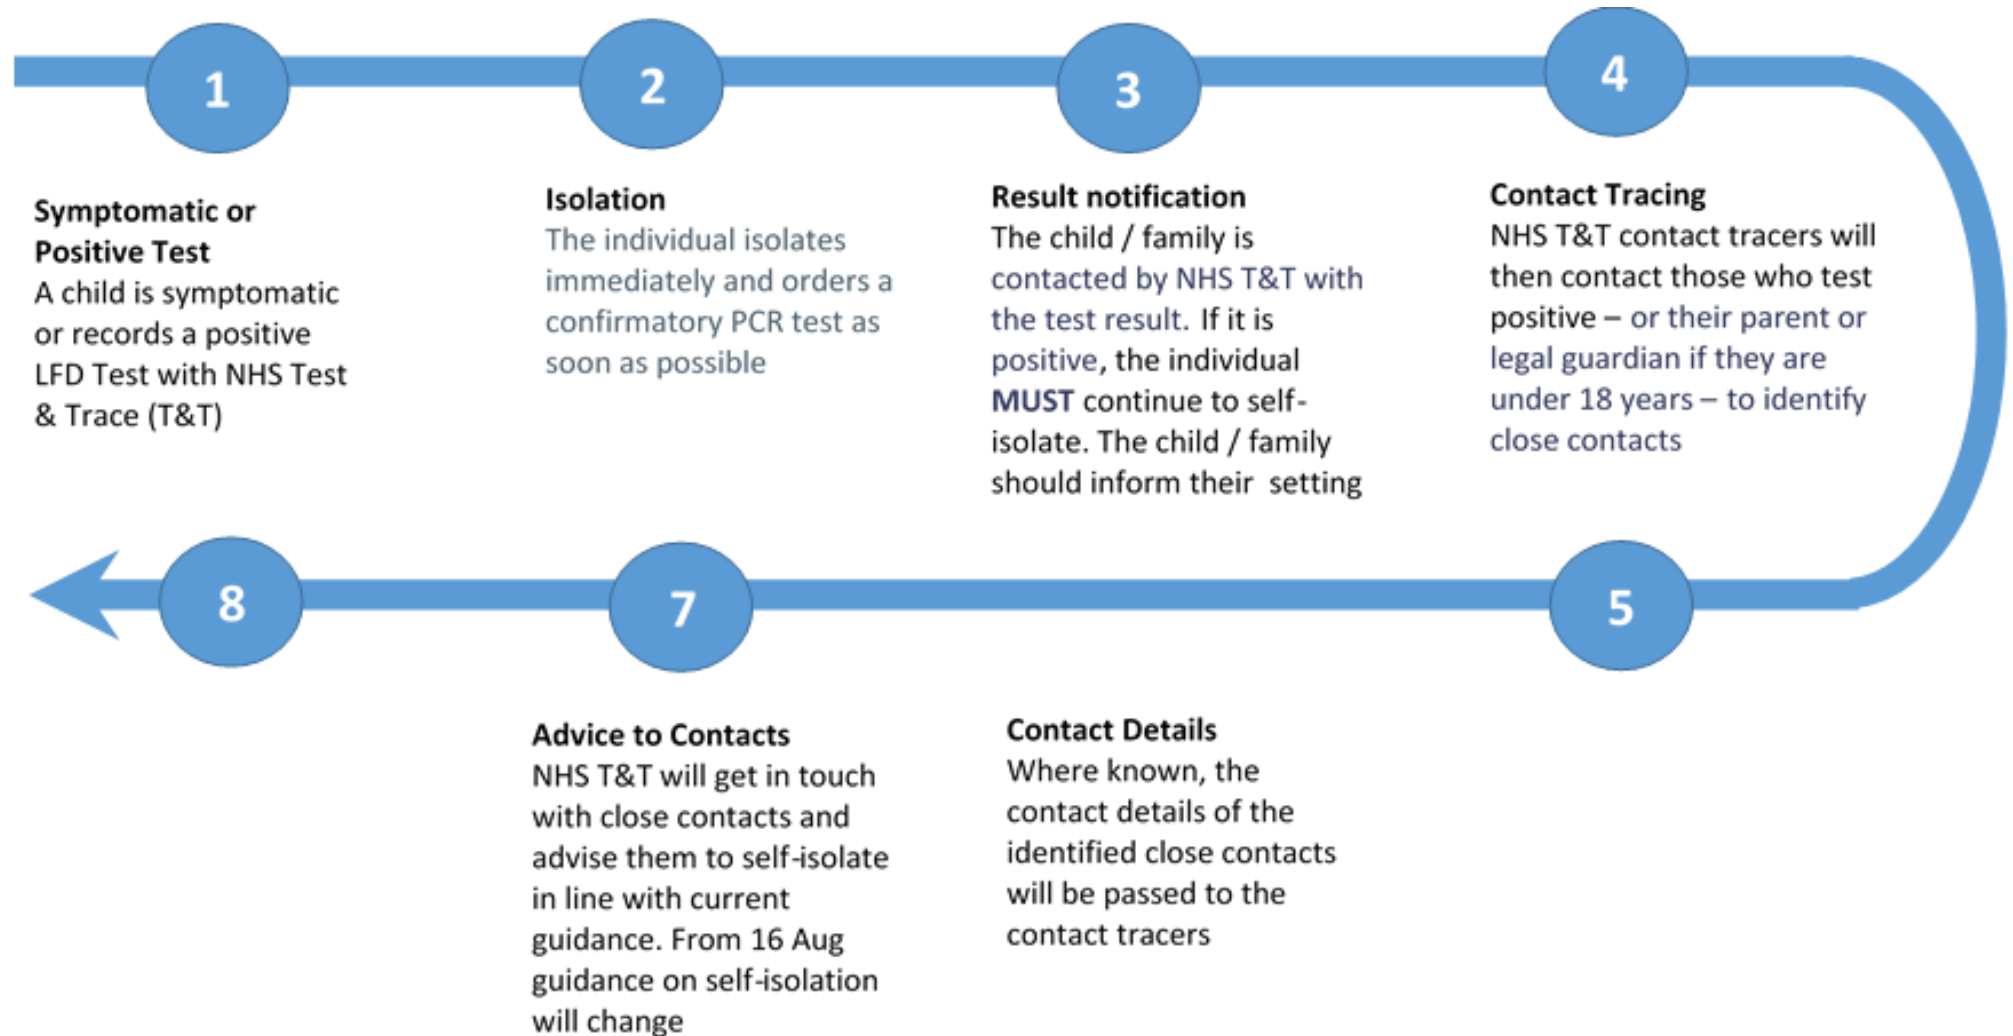 1
Symptomatic or
Positive Test
A child is symptomatic
or records a positive
LFD Test with NHS Test
& Trace (T&T)
2
Isolation
The individual isolates
immediately and orders a
confirmatory PCR test as
soon as possible
3
Result notification
The child / family is
contacted by NHS T&T with
the test result. If it is
positive, the individual
MUST continue to self-
isolate. The child / family
should inform their setting
4
Contact Tracing
NHS T&T contact tracers will
then contact those who test
positive – or their parent or
legal guardian if they are
under 18 years – to identify
close contacts
5
Contact Details
Where known, the
contact details of the
identified close contacts
will be passed to the
contact tracers
7
Advice to Contacts
NHS T&T will get in touch
with close contacts and
advise them to self-isolate
in line with current
guidance. From 16 Aug
guidance on self-isolation
will change
8